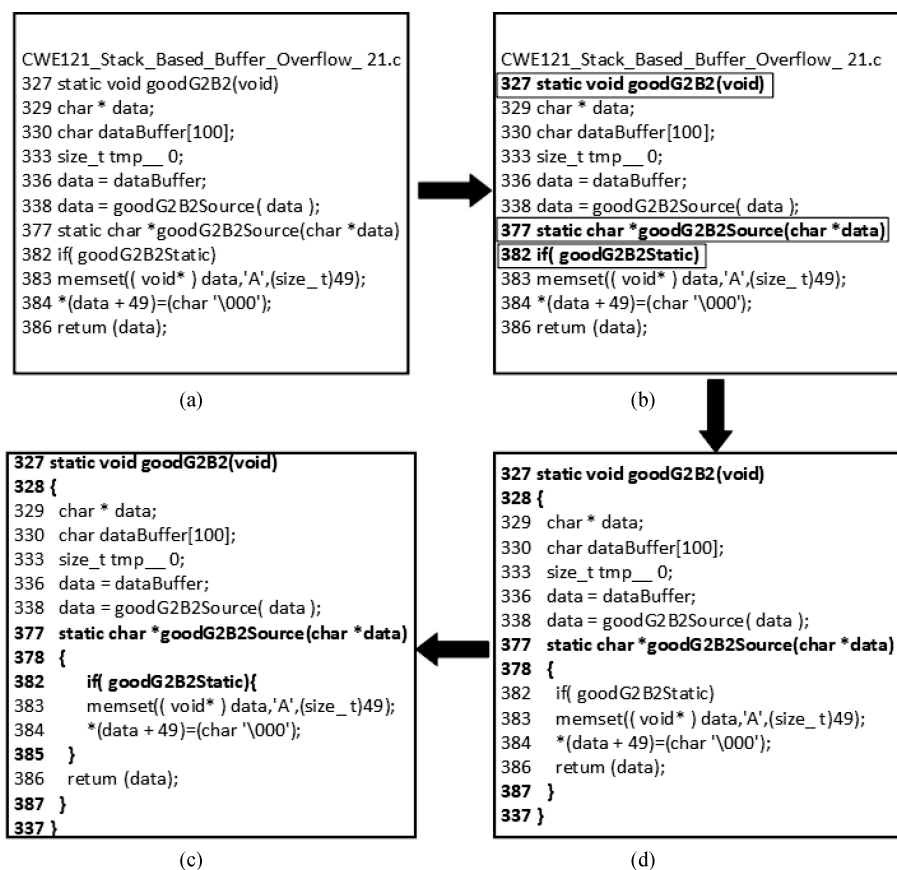 CWE121_Stack_Based_Buffer_Overflow_ 21.c
327 static void goodG2B2(void)
329 char * data;
330 char dataBuffer[100];
333 size_t tmp__ 0;
336 data = dataBuffer;
338 data = goodG2B2Source( data );
377 static char *goodG2B2Source(char *data)
382 if( goodG2B2Static)
383 memset(( void* ) data,'A',(size_ t)49);
384 *(data + 49)=(char '\000');
386 retum (data);
(a)
CWE121_Stack_Based_Buffer_Overflow_ 21.c
327 static void goodG2B2(void)
329 char * data;
330 char dataBuffer[100];
333 size_t tmp__ 0;
336 data = dataBuffer;
338 data = goodG2B2Source( data );
377 static char *goodG2B2Source(char *data)
382 if( goodG2B2Static)
383 memset(( void* ) data,'A',(size_ t)49);
384 *(data + 49)=(char '\000');
386 retum (data);
(b)
327 static void goodG2B2(void)
328 {
329 char * data;
330 char dataBuffer[100];
333 size_t tmp__ 0;
336 data = dataBuffer;
338 data = goodG2B2Source( data );
377 static char *goodG2B2Source(char *data)
378 {
382 if( goodG2B2Static){
383 memset(( void* ) data,'A',(size_ t)49);
384 *(data + 49)=(char '\000');
385 }
386 retum (data);
387 }
337 }
(c)
327 static void goodG2B2(void)
328 {
329 char * data;
330 char dataBuffer[100];
333 size_t tmp__ 0;
336 data = dataBuffer;
338 data = goodG2B2Source( data );
377 static char *goodG2B2Source(char *data)
378 {
382 if( goodG2B2Static)
383 memset(( void* ) data,'A',(size_ t)49);
384 *(data + 49)=(char '\000');
386 retum (data);
387 }
337 }
(d)